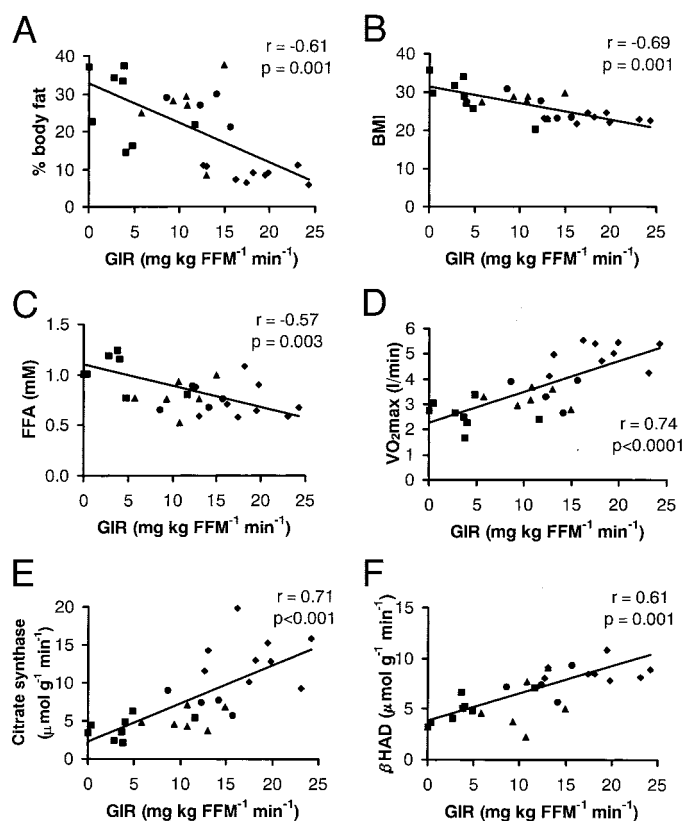 A
r = -0.61
p = 0.001
40
30
20
10
0
% body fat
0 5 10 15 20 25
GIR (mg kg FFM⁻¹ min⁻¹)
B
r = -0.69
p = 0.001
40
30
20
10
0
BMI
0 5 10 15 20 25
GIR (mg kg FFM⁻¹ min⁻¹)
C
r = -0.57
p = 0.003
1.5
1.0
0.5
0.0
FFA (mM)
0 5 10 15 20 25
GIR (mg kg FFM⁻¹ min⁻¹)
D
6
5
4
3
2
1
0
VO₂max (l/min)
r = 0.74
p<0.0001
0 5 10 15 20 25
GIR (mg kg FFM⁻¹ min⁻¹)
E
r = 0.71
p<0.001
20
15
10
5
0
Citrate synthase
(μmol g⁻¹ min⁻¹)
0 5 10 15 20 25
GIR (mg kg FFM⁻¹ min⁻¹)
F
r = 0.61
p = 0.001
15
10
5
0
βHAD (μmol g⁻¹ min⁻¹)
0 5 10 15 20 25
GIR (mg kg FFM⁻¹ min⁻¹)